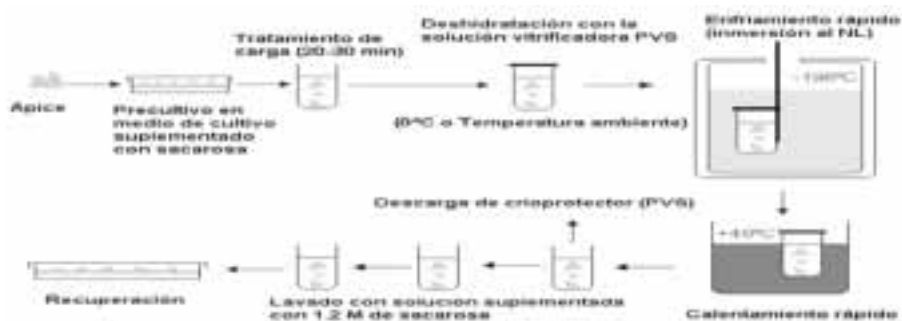 Tratamiento de
carga (20-30 min)
Deshidratación con la
solución vitrificadora PVS
Enfriamiento rápido
(inmersión al NL)
-196ºC
Ápice
Precultivo en
medio de cultivo
suplementado
con sacarosa
(0ºC o Temperatura ambiente)
Descarga de crioprotector (PVS)
+40ºC
Recuperación
Lavado con solución suplementada
con 1,2 M de sacarosa
Calentamiento rápido